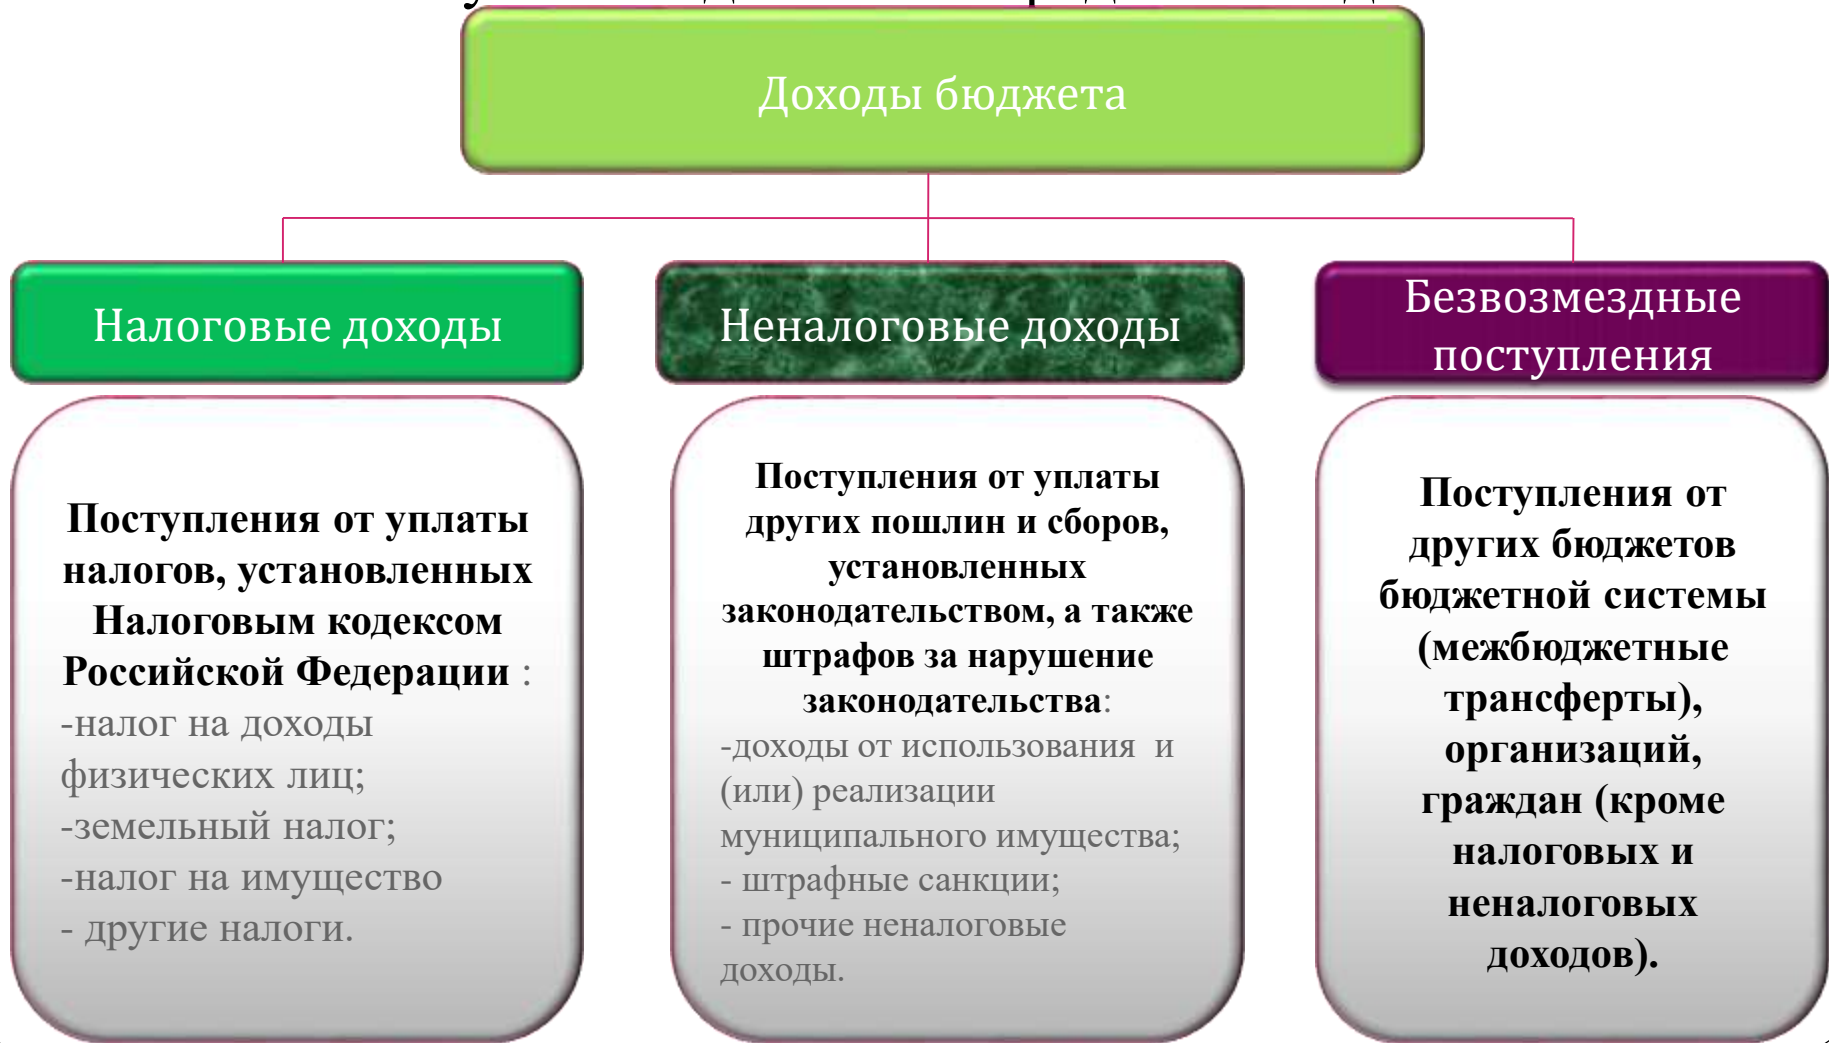 Доходы бюджета
Налоговые доходы
Поступления от уплаты
налогов, установленных
Налоговым кодексом
Российской Федерации :
-налог на доходы
физических лиц;
-земельный налог;
-налог на имущество
- другие налоги.
Неналоговые доходы
Поступления от уплаты
других пошлин и сборов,
установленных
законодательством, а также
штрафов за нарушение
законодательства:
-доходы от использования  и
(или) реализации
муниципального имущества;
- штрафные санкции;
- прочие неналоговые
доходы.
Безвозмездные
поступления
Поступления от
других бюджетов
бюджетной системы
(межбюджетные
трансферты),
организаций,
граждан (кроме
налоговых и
неналоговых
доходов).